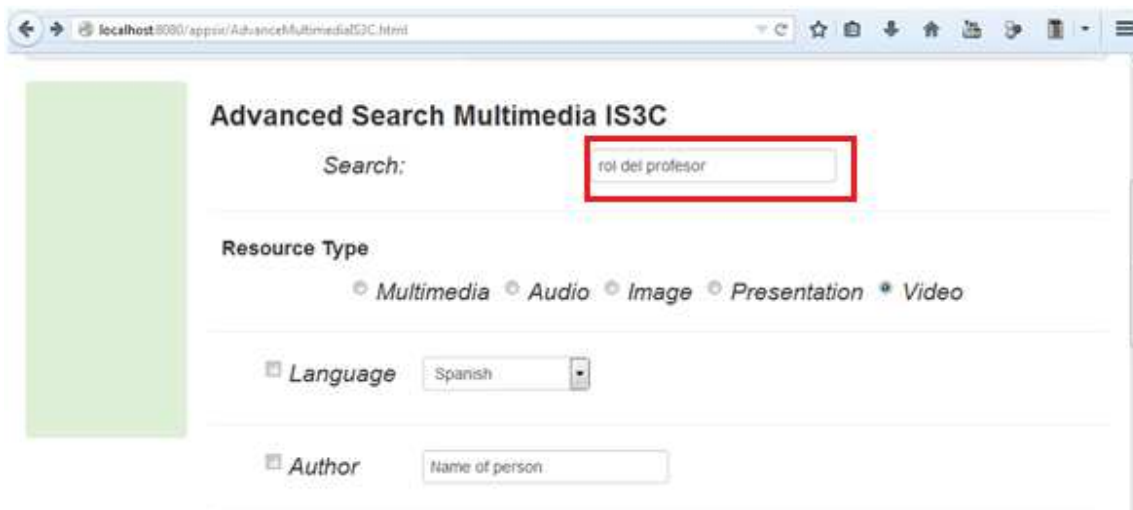 localhost:8080/appsir/AdvanceMultimediaIS3C.html
Advanced Search Multimedia IS3C
Search: rol del profesor
Resource Type
Multimedia Audio Image Presentation Video
Language Spanish
Author Name of person